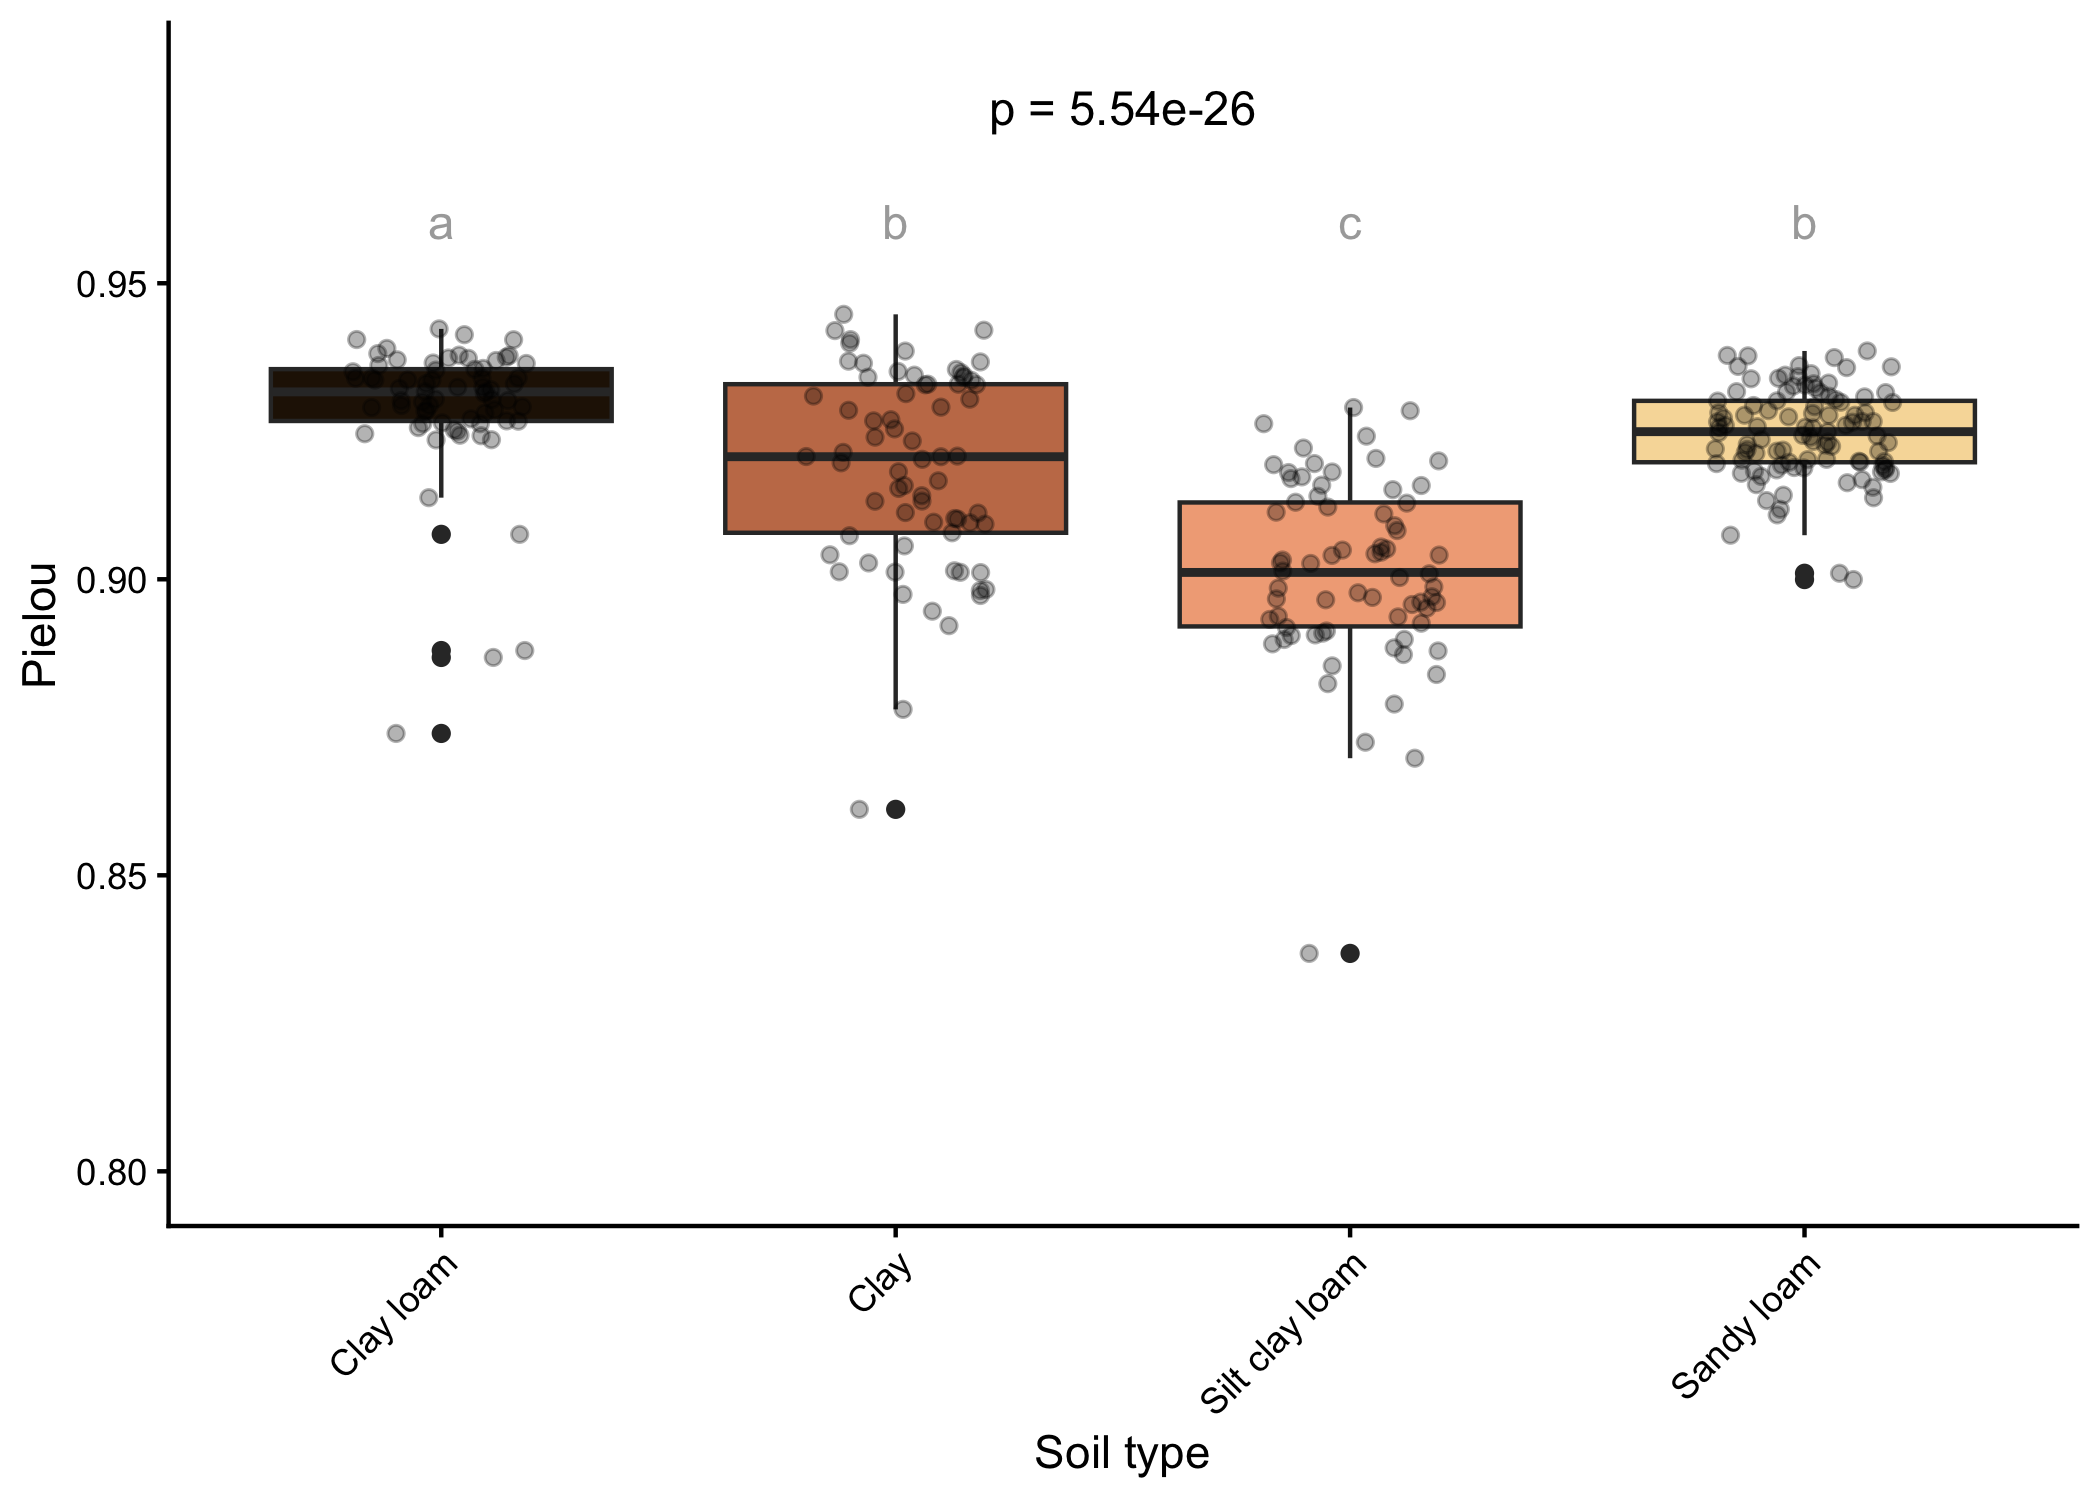 p = 5.54e-26
a
b
c
b
0.95
0.90
0.85
0.80
Pielou
Clay loam
Clay
Silt clay loam
Sandy loam
Soil type